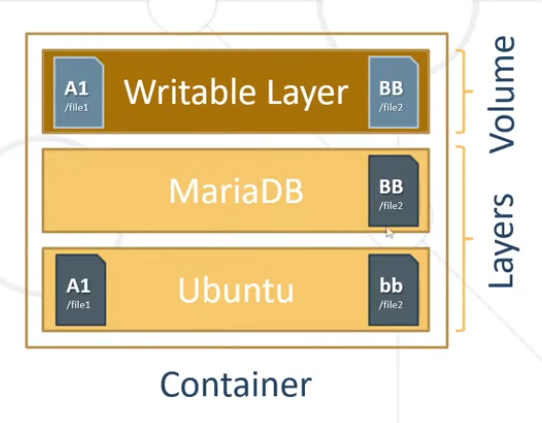 A1
/file1
Writable Layer
BB
/file2
Volume
MariaDB
BB
/file2
Layers
A1
/file1
Ubuntu
bb
/file2
Container